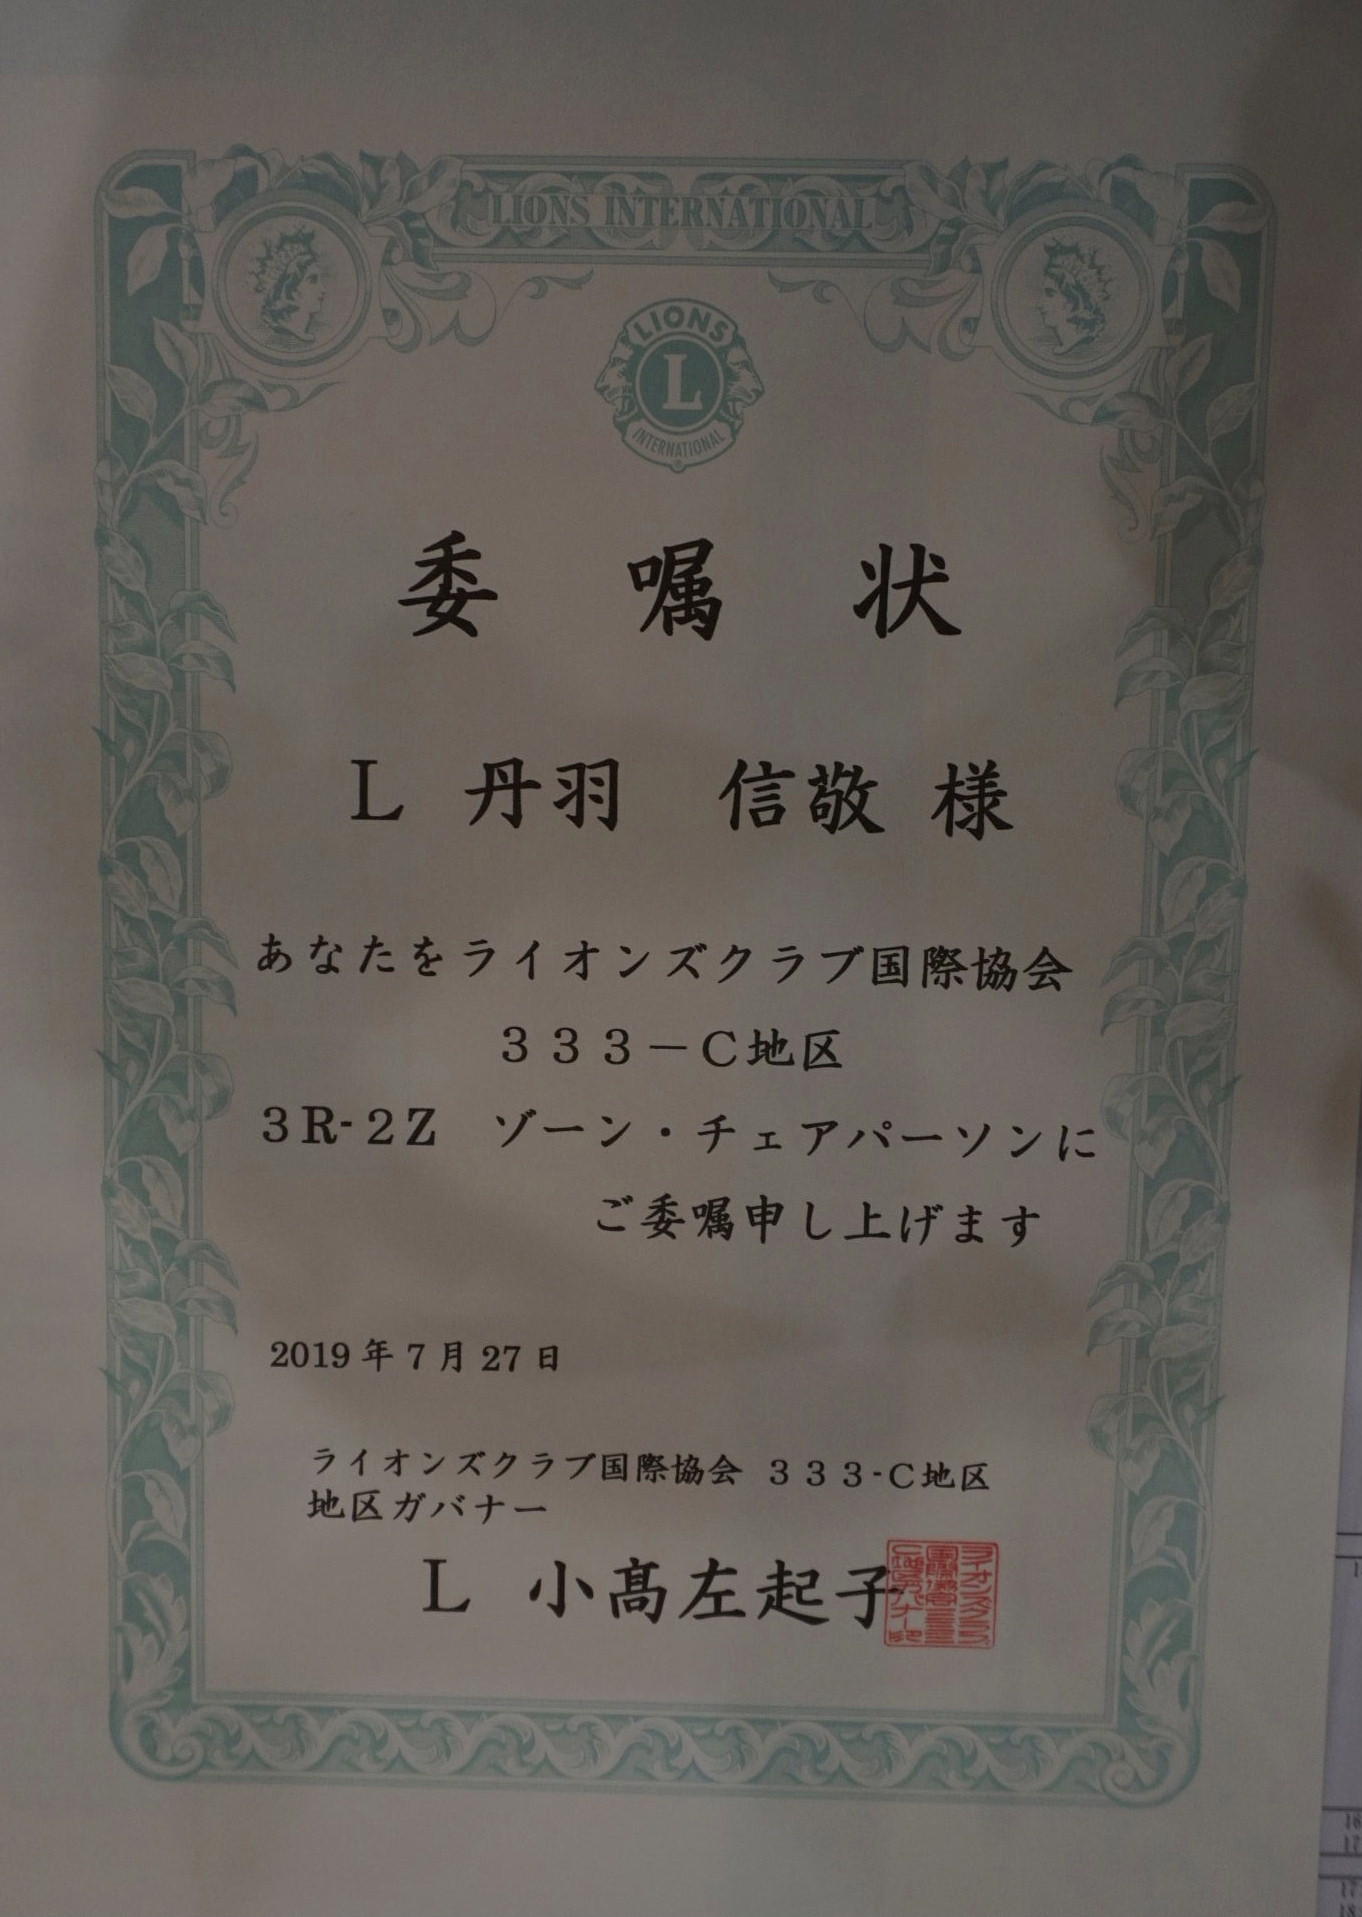 LIONS INTERNATIONAL
LIONS
L
INTERNATIONAL
委嘱状
L 丹羽 信敬 様
あなたをライオンズクラブ国際協会
333-C地区
3R-2Z ゾーン・チェアパーソンに
ご委嘱申し上げます
2019年7月27日
ライオンズクラブ国際協会 333-C地区
地区ガバナー
L 小髙左起子
16
17
17
18